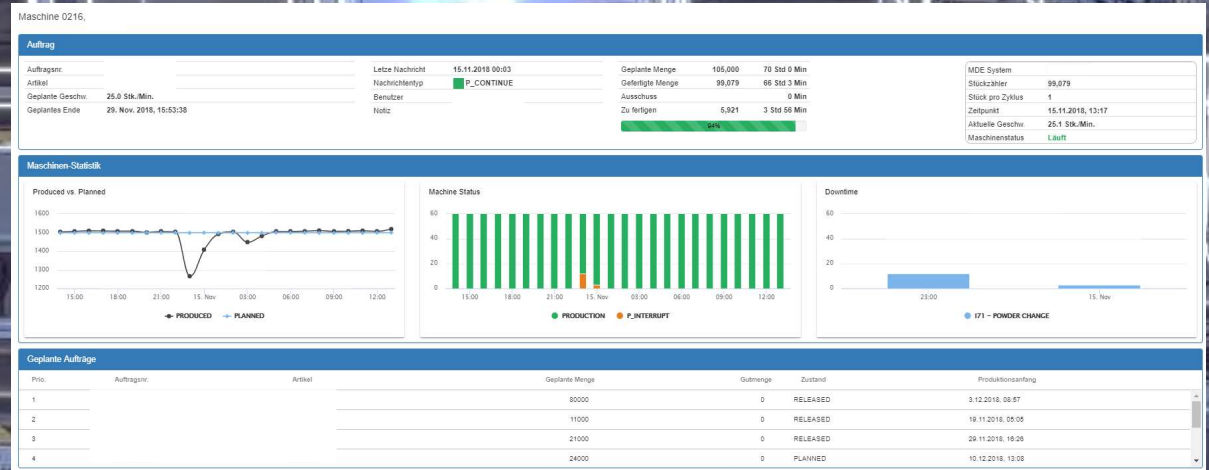 Maschine 0216,
Auftrag
Auftragsnr.
Artikel
Geplante Geschw. 25.0 Stk./Min.
Geplantes Ende 29. Nov. 2018, 15:53:38
Letze Nachricht 15.11.2018 00:03
Nachrichtentyp P_CONTINUE
Benutzer
Notiz
Geplante Menge 105,000 70 Std 0 Min
Gefertigte Menge 99,079 66 Std 3 Min
Ausschuss 0 Min
Zu fertigen 5,921 3 Std 56 Min
94%
MDE System
Stückzähler 99,079
Stück pro Zyklus 1
Zeitpunkt 15.11.2018, 13:17
Aktuelle Geschw. 25.1 Stk./Min.
Maschinenstatus Läuft
Maschinen-Statistik
Produced vs. Planned
1600
1500
1400
1300
1200
15:00 18:00 21:00 15. Nov 03:00 06:00 09:00 12:00
PRODUCED PLANNED
Machine Status
60
40
20
0
15:00 18:00 21:00 15. Nov 03:00 06:00 09:00 12:00
PRODUCTION P_INTERRUPT
Downtime
60
40
20
0
23:00 15. Nov
I71 - POWDER CHANGE
Geplante Aufträge
Prio. Auftragsnr. Artikel Geplante Menge Gutmenge Zustand Produktionsanfang
1 80000 0 RELEASED 3.12.2018, 08:57
2 11000 0 RELEASED 19.11.2018, 05:05
3 21000 0 RELEASED 29.11.2018, 16:26
4 24000 0 PLANNED 10.12.2018, 13:08